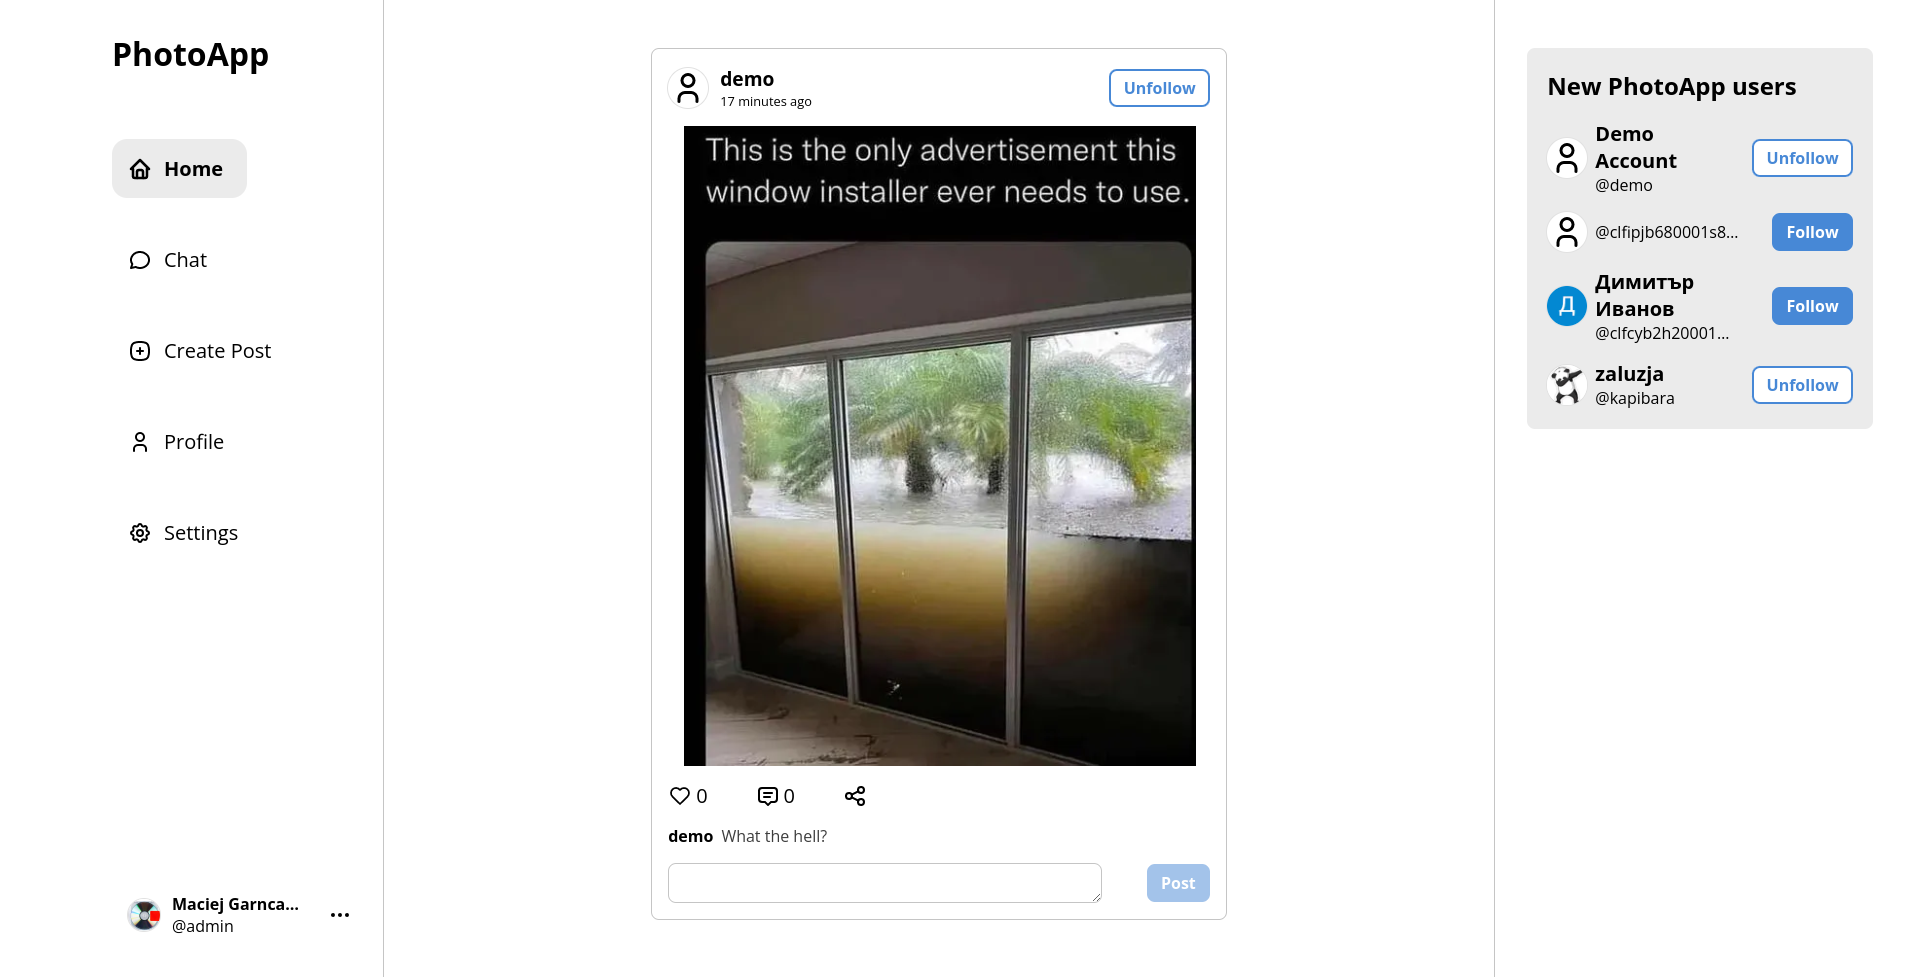 PhotoApp
Home
Chat
Create Post
Profile
Settings
Maciej Garnca...
@admin
demo
17 minutes ago
Unfollow
This is the only advertisement this
window installer ever needs to use.
0
0
demo What the hell?
Post
New PhotoApp users
Demo
Account
@demo
Unfollow
@clfipjb680001s8...
Follow
Д
Димитър
Иванов
@clfcyb2h20001...
Follow
zaluzja
@kapibara
Unfollow